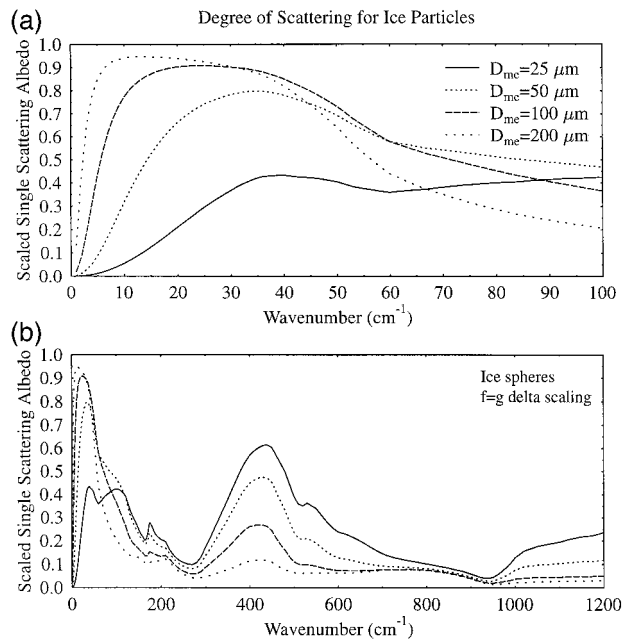 (a)
Degree of Scattering for Ice Particles
Scaled Single Scattering Albedo
1.0
0.9
0.8
0.7
0.6
0.5
0.4
0.3
0.2
0.1
0.0
D_me=25 μm
D_me=50 μm
D_me=100 μm
D_me=200 μm
0 10 20 30 40 50 60 70 80 90 100
Wavenumber (cm⁻¹)
(b)
Scaled Single Scattering Albedo
1.0
0.9
0.8
0.7
0.6
0.5
0.4
0.3
0.2
0.1
0.0
Ice spheres
f=g delta scaling
0 200 400 600 800 1000 1200
Wavenumber (cm⁻¹)